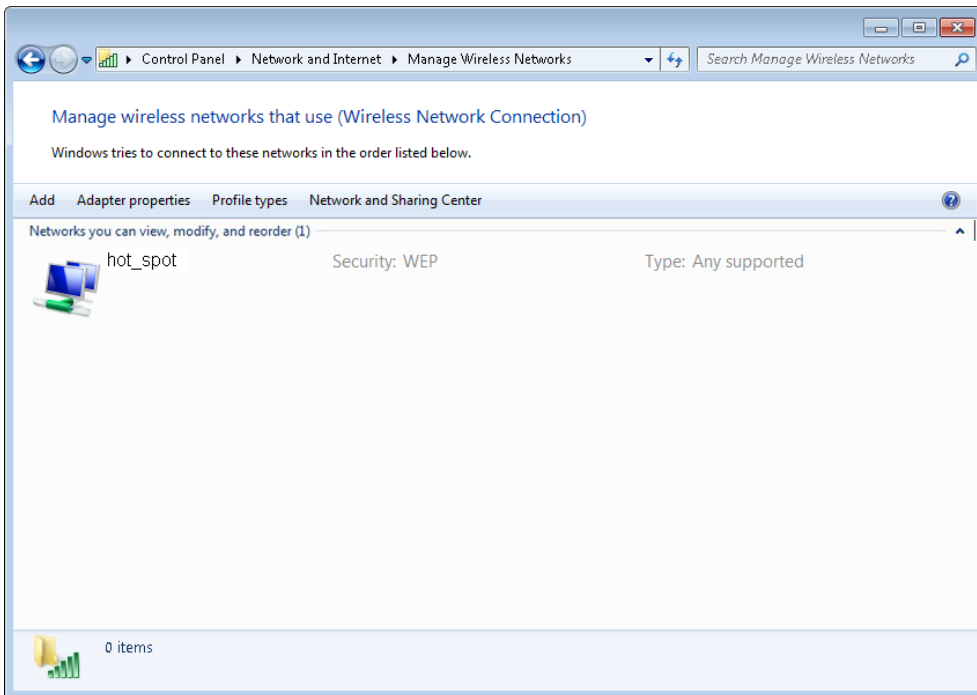 Control Panel Network and Internet Manage Wireless Networks Search Manage Wireless Networks
Manage wireless networks that use (Wireless Network Connection)
Windows tries to connect to these networks in the order listed below.
Add Adapter properties Profile types Network and Sharing Center ?
Networks you can view, modify, and reorder (1)
hot_spot Security: WEP Type: Any supported
0 items